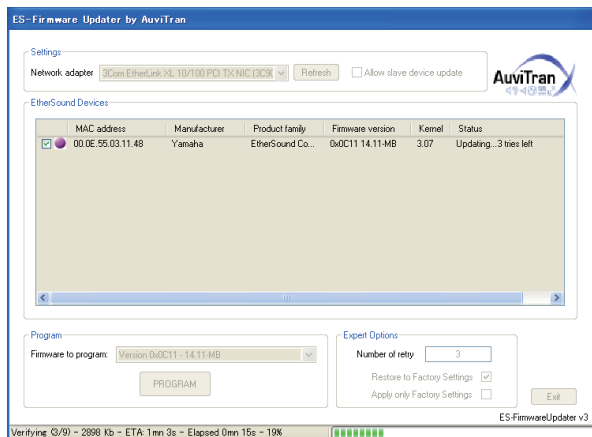 ES-Firmware Updater by AuviTran
Settings
Network adapter 3Com EtherLink XL 10/100 PCI TX NIC (3C9( Refresh Allow slave device update
AuviTran
EtherSound Devices
MAC address Manufacturer Product family Firmware version Kernel Status
00.0E.55.03.11.48 Yamaha EtherSound Co... 0x0C11 14.11-MB 3.07 Updating...3 tries left
Program
Firmware to program: Version 0x0C11 - 14.11-MB
PROGRAM
Expert Options
Number of retry 3
Restore to Factory Settings
Apply only Factory Settings
Exit
ES-FirmwareUpdater v3
Verifying (3/9) - 2898 Kb - ETA: 1mn 3s - Elapsed 0mn 15s - 19%